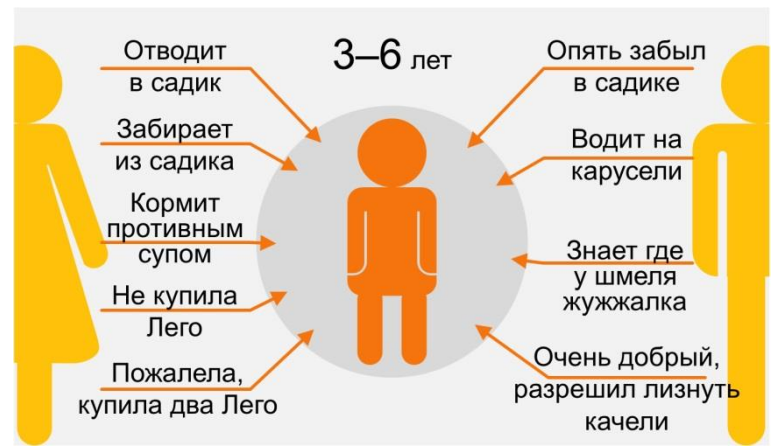 3–6 лет
Отводит
в садик
Забирает
из садика
Кормит
противным
супом
Не купила
Лего
Пожалела,
купила два Лего
Опять забыл
в садике
Водит на
карусели
Знает где
у шмеля
жужжалка
Очень добрый,
разрешил лизнуть
качели